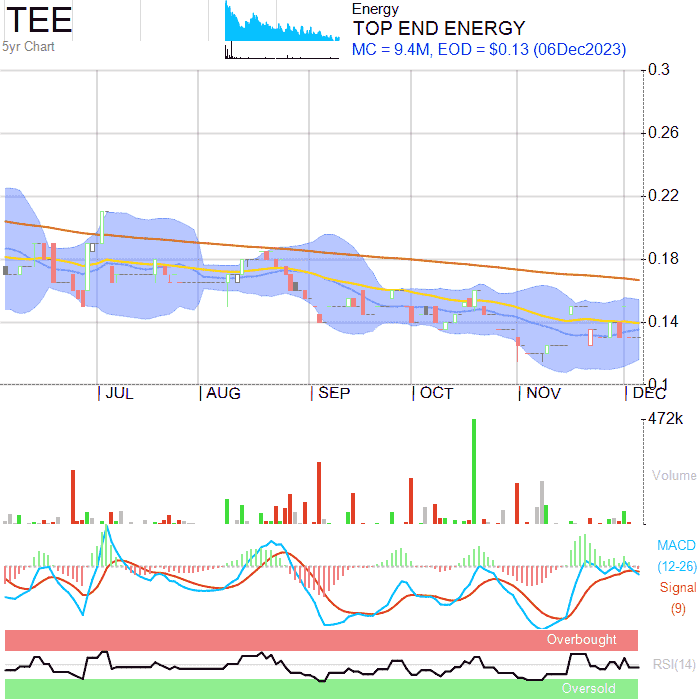 TEE
5yr Chart
Energy
TOP END ENERGY
MC = 9.4M, EOD = $0.13 (06Dec2023)
0.3
0.26
0.22
0.18
0.14
0.1
JUL
AUG
SEP
OCT
NOV
DEC
472k
Volume
MACD
(12-26)
Signal
(9)
Overbought
RSI(14)
Oversold